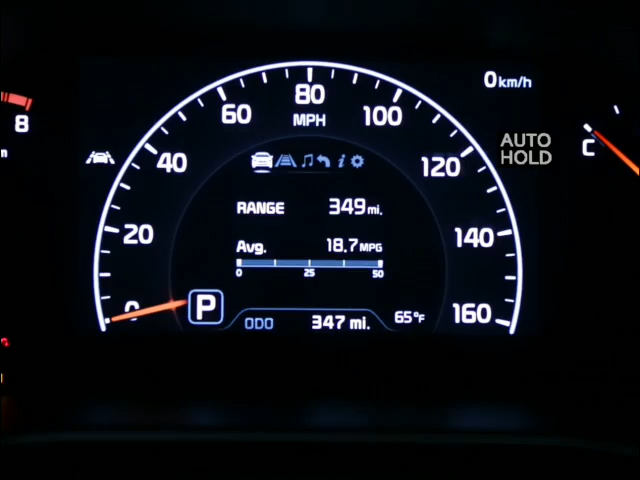 80
0 km/h
60
100
MPH
8
AUTO
HOLD
C
40
120
RANGE 349 mi.
20
140
Avg. 18.7 MPG
0 25 50
0
P
160
ODO 347 mi. 65°F